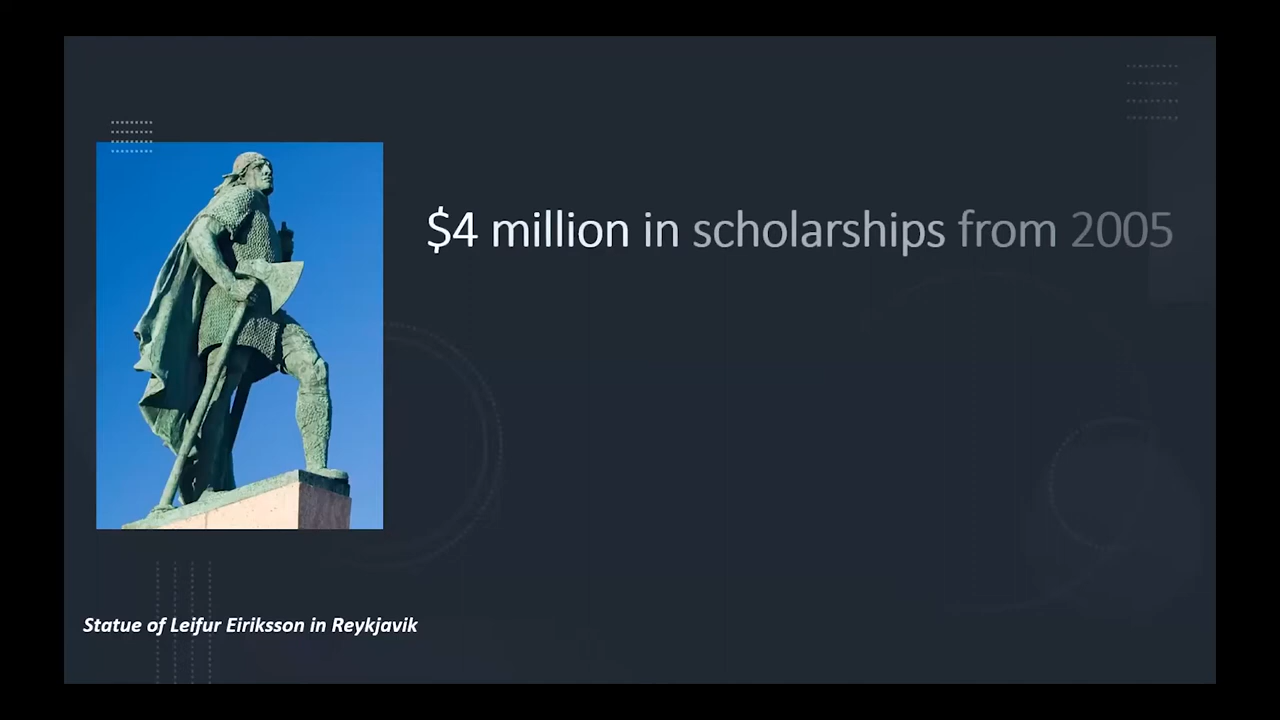 $4 million in scholarships from 2005
Statue of Leifur Eiriksson in Reykjavik